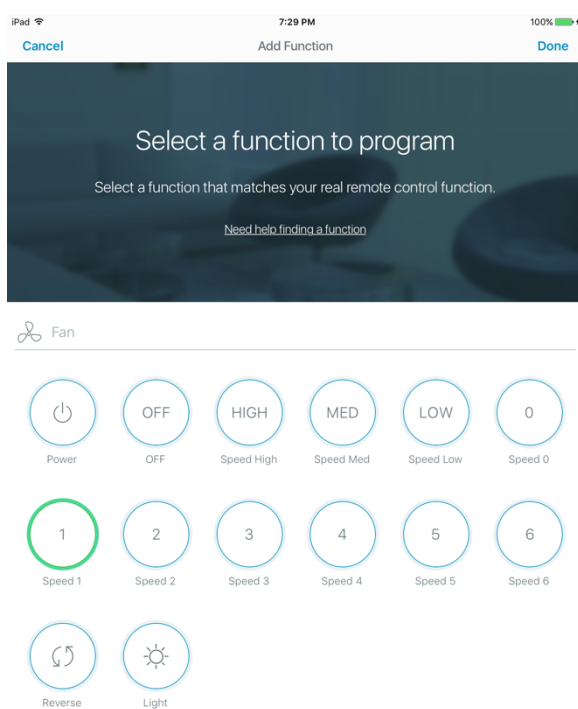 iPad 7:29 PM 100%
Cancel Add Function Done
Select a function to program
Select a function that matches your real remote control function.
Need help finding a function
Fan
OFF HIGH MED LOW 0
Power OFF Speed High Speed Med Speed Low Speed 0
1 2 3 4 5 6
Speed 1 Speed 2 Speed 3 Speed 4 Speed 5 Speed 6
Reverse Light